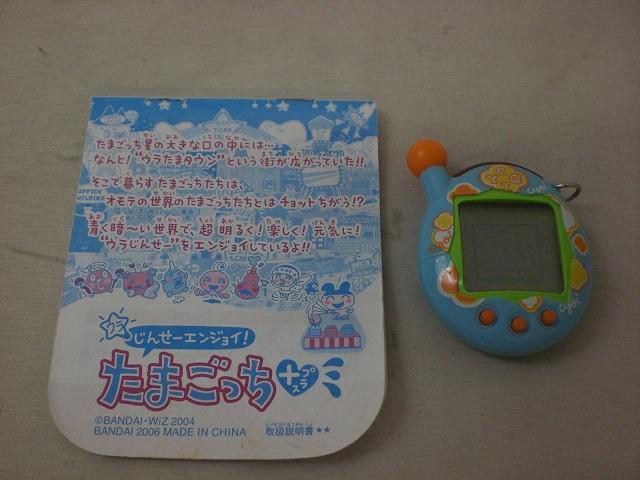 たまごっち星の大きな口の中には…
なんと!"ウラたまタウン"という街が広がっていた!!
そこで暮らすたまごっちたちは、
オモテの世界のたまごっちたちとはチョットちがう!?
青く暗~い世界で、超明るく!楽しく!元気に!
"ウラじんせー"をエンジョイしているよ!!
ウラ
じんせーエンジョイ!
たまごっち
+
プラス
©BANDAI・WiZ 2004
BANDAI 2006 MADE IN CHINA
取扱説明書★★